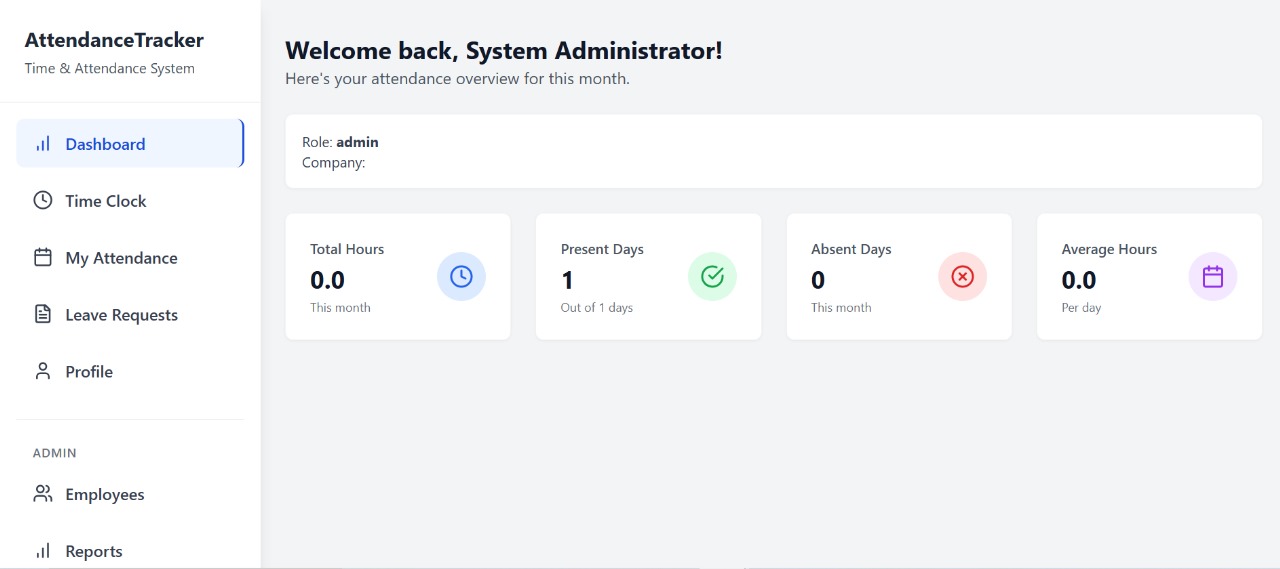 AttendanceTracker
Time & Attendance System
Dashboard
Time Clock
My Attendance
Leave Requests
Profile
ADMIN
Employees
Reports
Welcome back, System Administrator!
Here's your attendance overview for this month.
Role: admin
Company:
Total Hours
0.0
This month
Present Days
1
Out of 1 days
Absent Days
0
This month
Average Hours
0.0
Per day